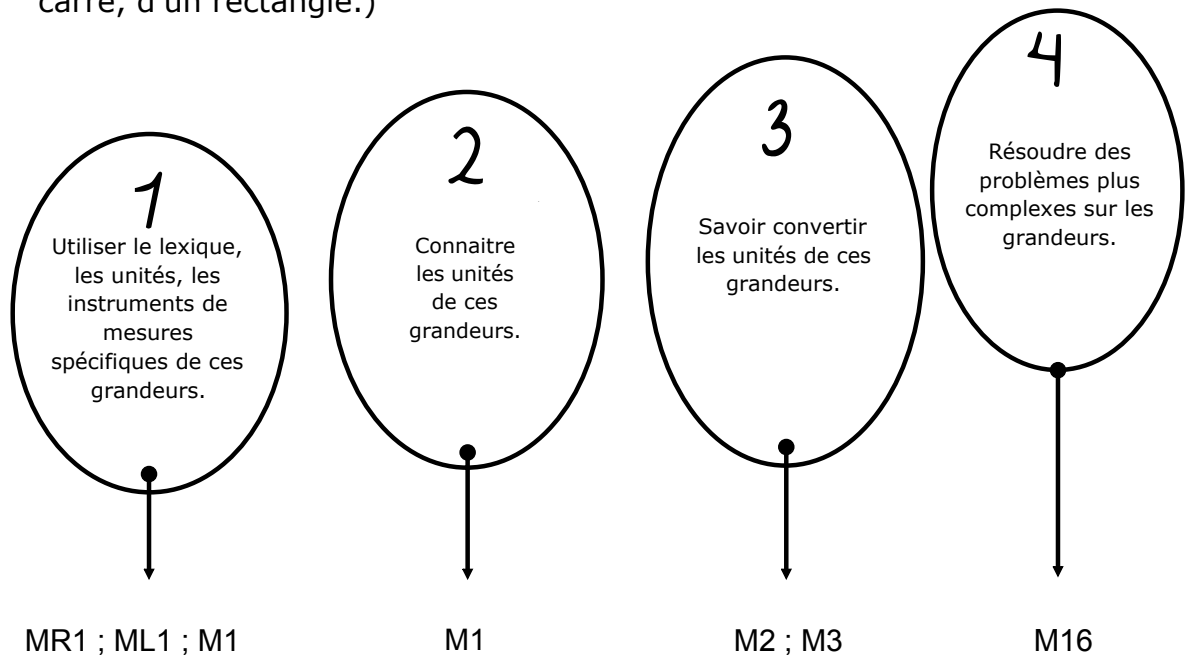 carré, d'un rectangle.)
1
Utiliser le lexique,
les unités, les
instruments de
mesures
spécifiques de ces
grandeurs.
2
Connaitre
les unités
de ces
grandeurs.
3
Savoir convertir
les unités de ces
grandeurs.
4
Résoudre des
problèmes plus
complexes sur les
grandeurs.
MR1 ; ML1 ; M1
M1
M2 ; M3
M16